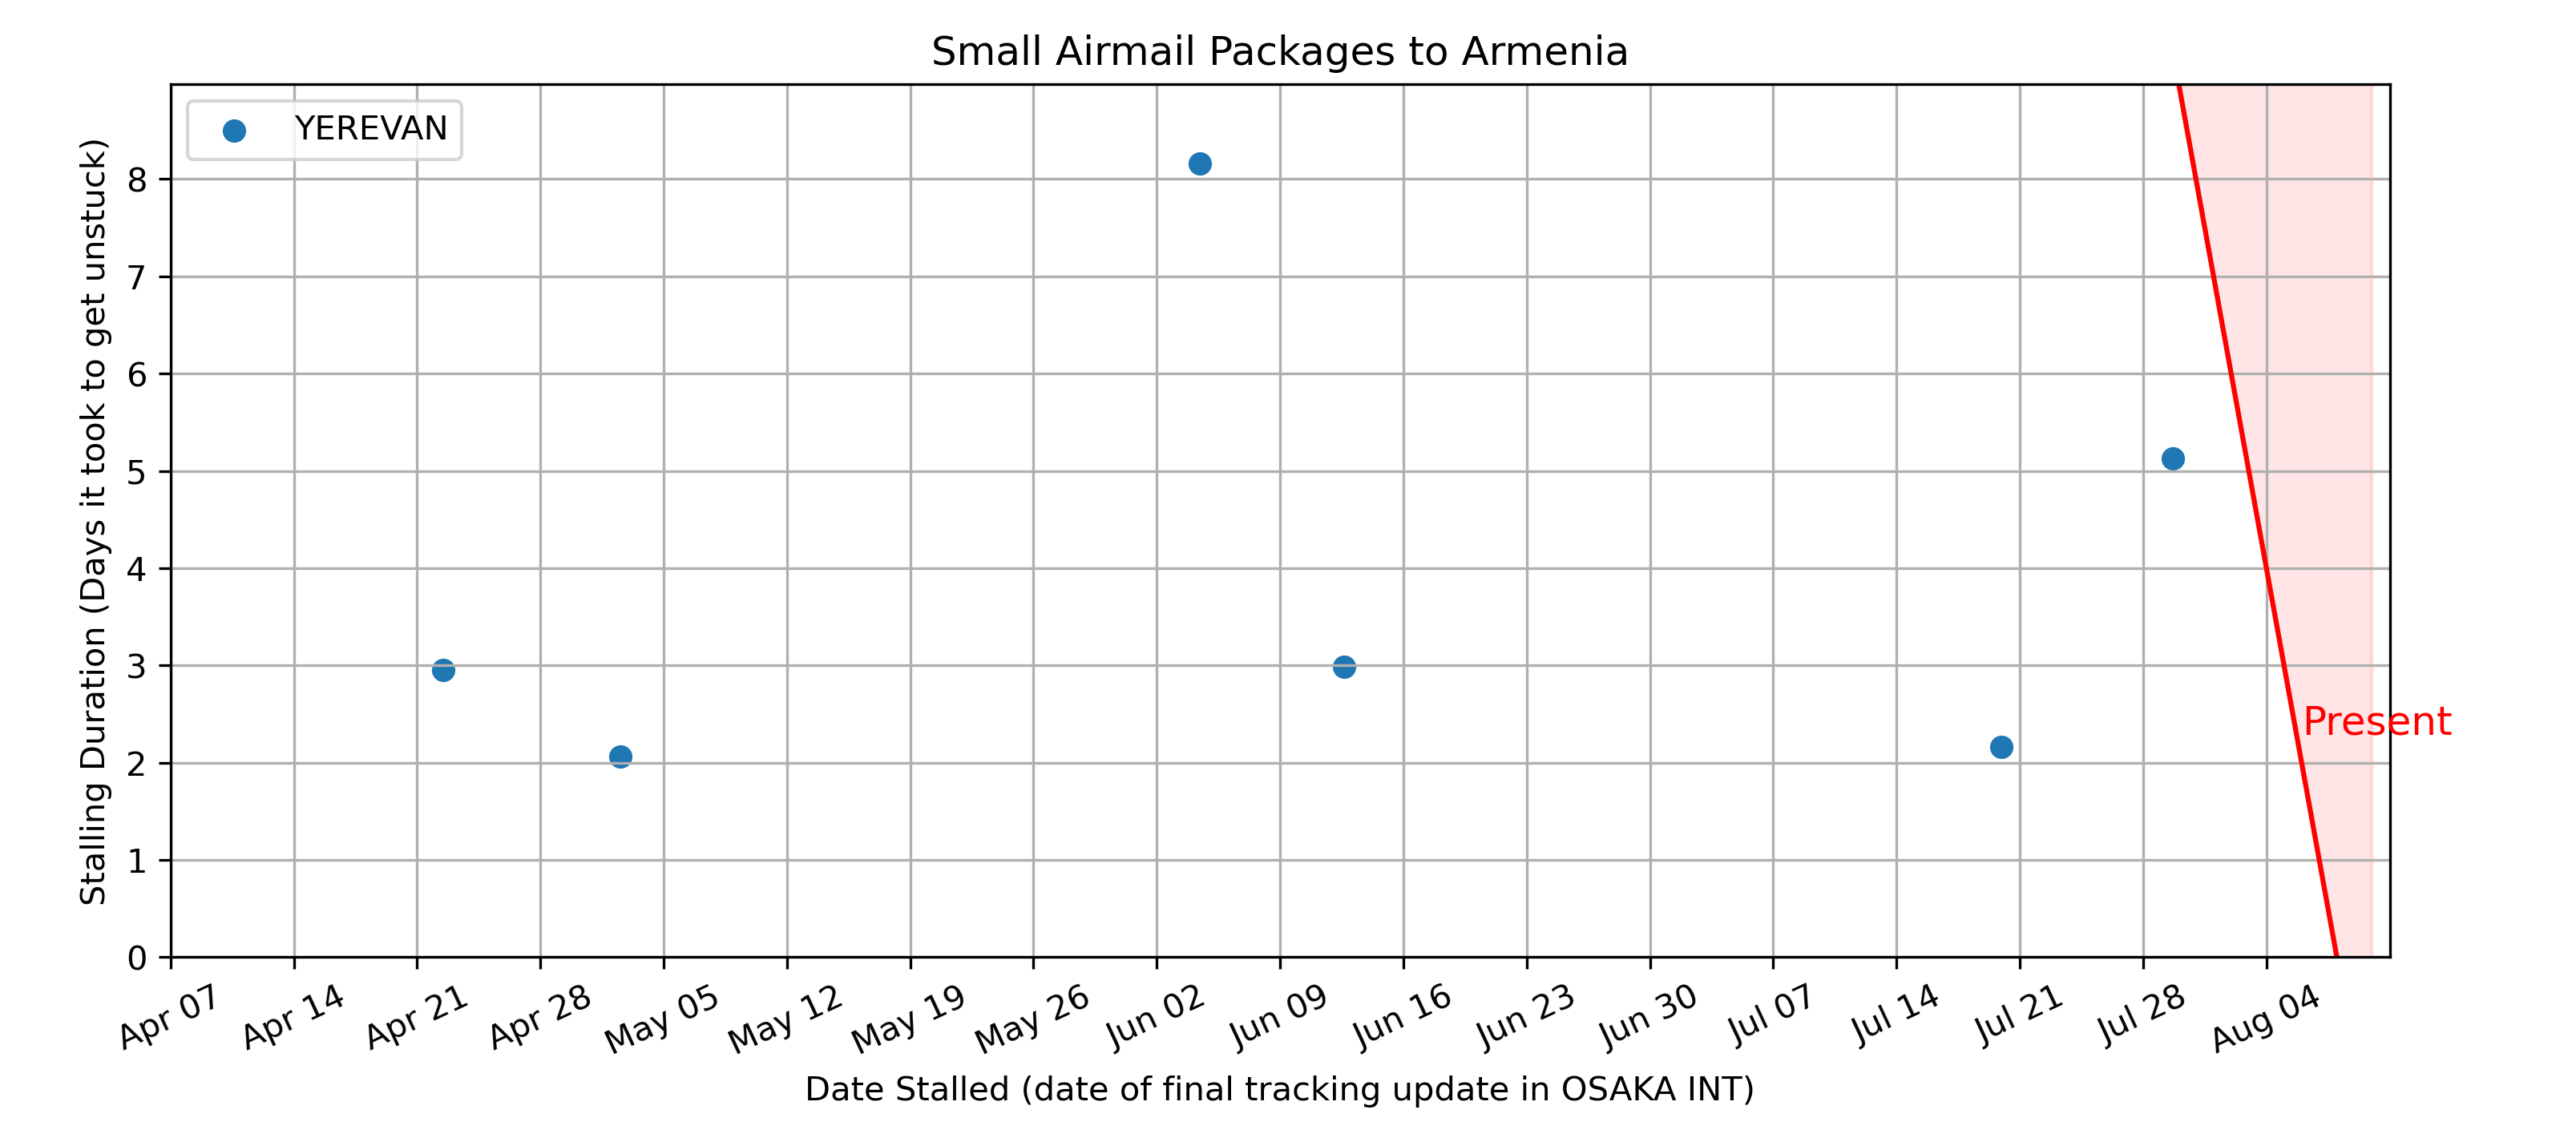 Small Airmail Packages to Armenia
YEREVAN
Stalling Duration (Days it took to get unstuck)
8
7
6
5
4
3
2
1
0
Present
Apr 07
Apr 14
Apr 21
Apr 28
May 05
May 12
May 19
May 26
Jun 02
Jun 09
Jun 16
Jun 23
Jun 30
Jul 07
Jul 14
Jul 21
Jul 28
Aug 04
Date Stalled (date of final tracking update in OSAKA INT)